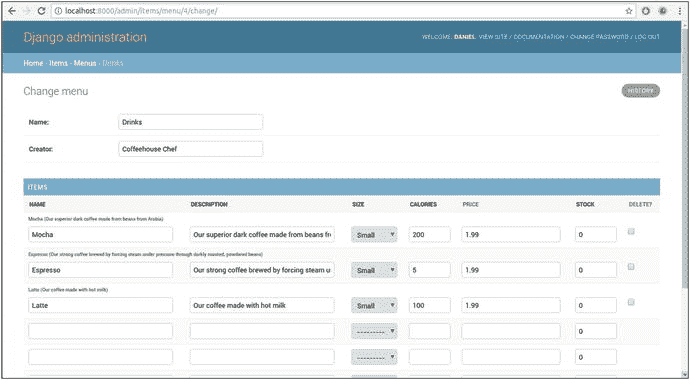 localhost:8000/admin/items/menu/4/change/
Django administration
WELCOME, DANIEL. VIEW SITE / DOCUMENTATION / CHANGE PASSWORD / LOG OUT
Home › Items › Menus › Drinks
Change menu
HISTORY
Name: Drinks
Creator: Coffeehouse Chef
ITEMS
NAME DESCRIPTION SIZE CALORIES PRICE STOCK DELETE?
Mocha (Our superior dark coffee made from beans from Arabia)
Mocha Our superior dark coffee made from beans fr Small 200 1.99 0
Espresso (Our strong coffee brewed by forcing steam under pressure through darkly roasted, powdered beans)
Espresso Our strong coffee brewed by forcing steam u Small 5 1.99 0
Latte (Our coffee made with hot milk)
Latte Our coffee made with hot milk Small 100 1.99 0
--------- 0
--------- 0